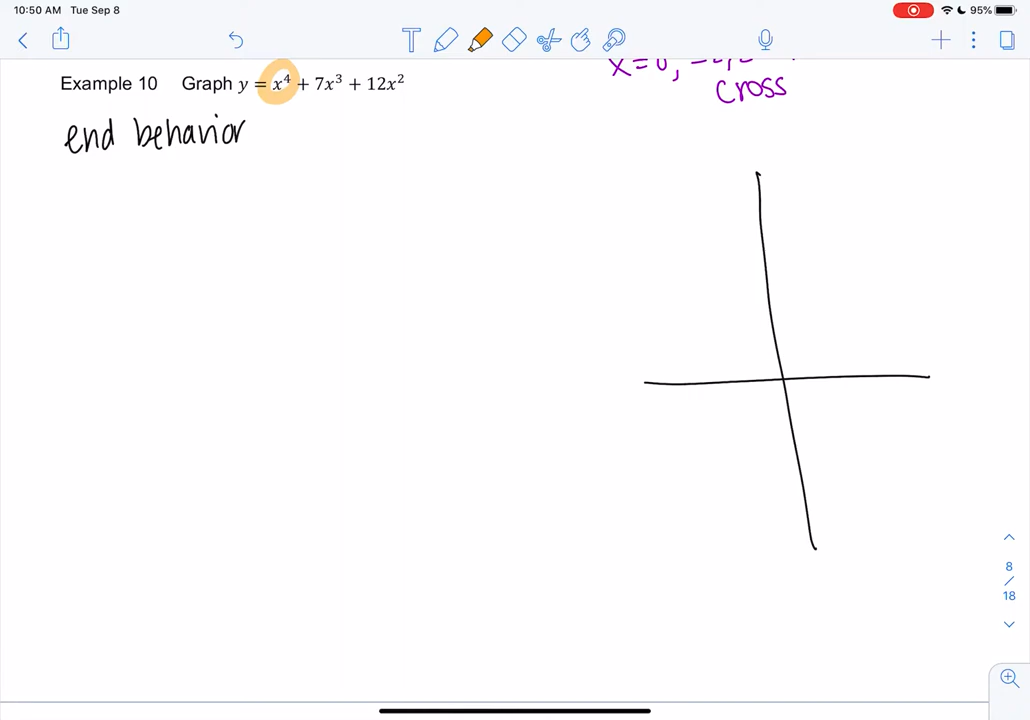 10:50 AM Tue Sep 8
95%
cross
Example 10 Graph y = x⁴ + 7x³ + 12x²
end behavior
8
/
18